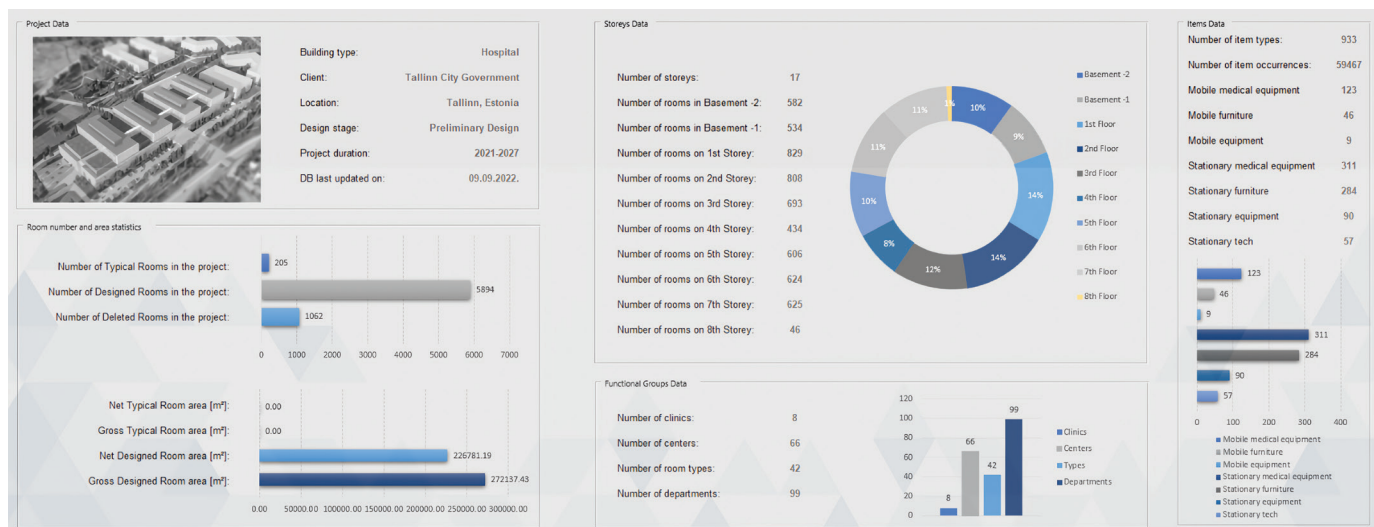 Project Data
Building type: Hospital
Client: Tallinn City Government
Location: Tallinn, Estonia
Design stage: Preliminary Design
Project duration: 2021-2027
DB last updated on: 09.09.2022.
Room number and area statistics
Number of Typical Rooms in the project: 205
Number of Designed Rooms in the project: 5894
Number of Deleted Rooms in the project: 1062
0 1000 2000 3000 4000 5000 6000 7000
Net Typical Room area [m²]: 0.00
Gross Typical Room area [m²]: 0.00
Net Designed Room area [m²]: 226781.19
Gross Designed Room area [m²]: 272137.43
0.00 50000.00 100000.00 150000.00 200000.00 250000.00 300000.00
Storeys Data
Number of storeys: 17
Number of rooms in Basement -2: 582
Number of rooms in Basement -1: 534
Number of rooms on 1st Storey: 829
Number of rooms on 2nd Storey: 808
Number of rooms on 3rd Storey: 693
Number of rooms on 4th Storey: 434
Number of rooms on 5th Storey: 606
Number of rooms on 6th Storey: 624
Number of rooms on 7th Storey: 625
Number of rooms on 8th Storey: 46
10%
9%
14%
14%
12%
8%
10%
11%
11%
1%
Basement -2
Basement -1
1st Floor
2nd Floor
3rd Floor
4th Floor
5th Floor
6th Floor
7th Floor
8th Floor
Functional Groups Data
Number of clinics: 8
Number of centers: 66
Number of room types: 42
Number of departments: 99
120
100
80
60
40
20
0
8
66
42
99
Clinics
Centers
Types
Departments
Items Data
Number of item types: 933
Number of item occurrences: 59467
Mobile medical equipment 123
Mobile furniture 46
Mobile equipment 9
Stationary medical equipment 311
Stationary furniture 284
Stationary equipment 90
Stationary tech 57
123
46
9
311
284
90
57
0 100 200 300 400
Mobile medical equipment
Mobile furniture
Mobile equipment
Stationary medical equipment
Stationary furniture
Stationary equipment
Stationary tech